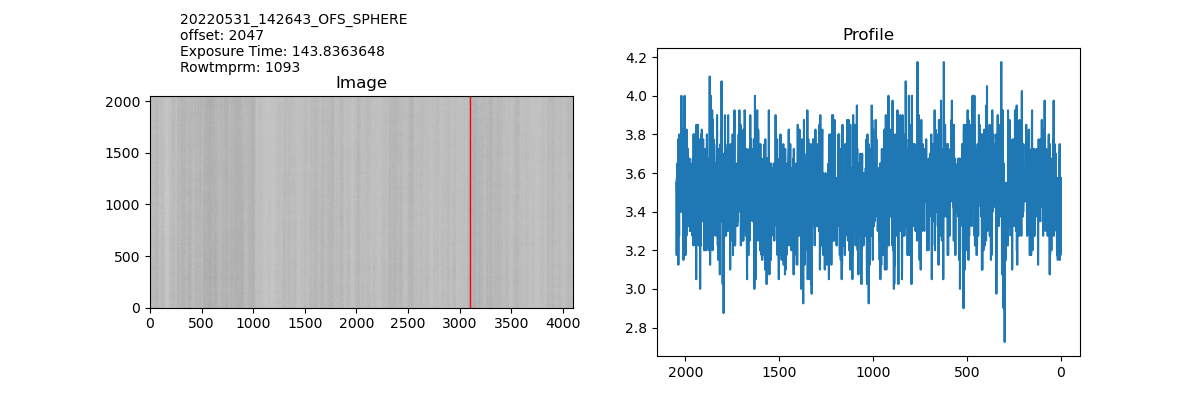 20220531_142643_OFS_SPHERE
offset: 2047
Exposure Time: 143.8363648
Rowtmprm: 1093
Image
2000
1500
1000
500
0
0 500 1000 1500 2000 2500 3000 3500 4000
Profile
4.2
4.0
3.8
3.6
3.4
3.2
3.0
2.8
2000 1500 1000 500 0